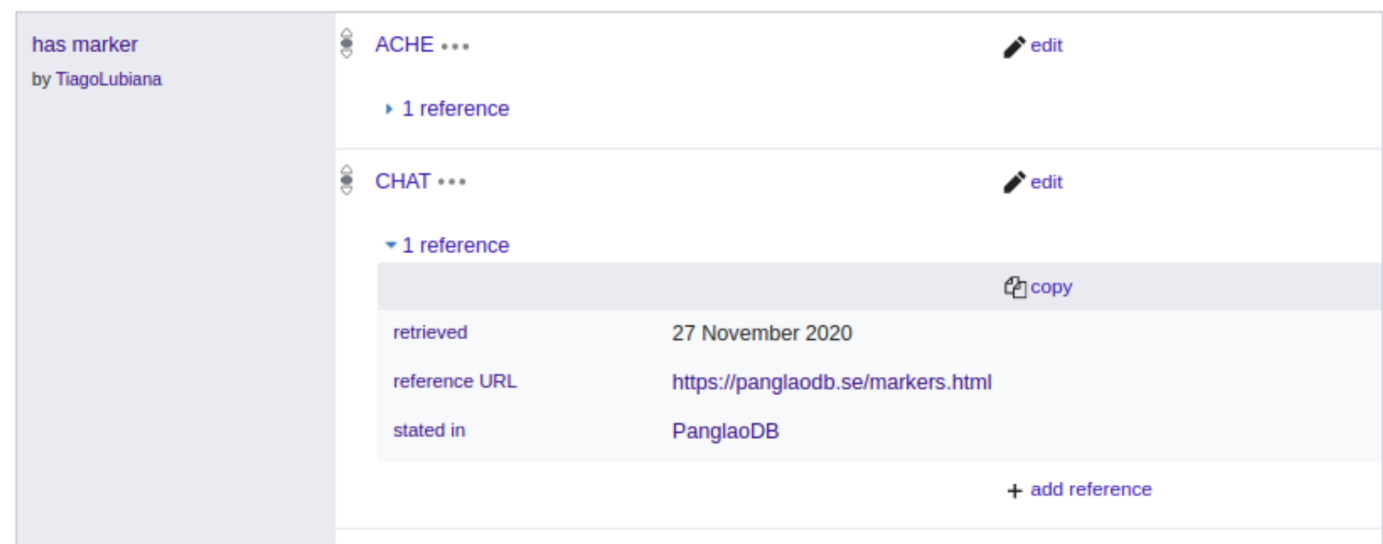 has marker
by TiagoLubiana
ACHE •••
edit
1 reference
CHAT •••
edit
1 reference
copy
retrieved 27 November 2020
reference URL https://panglaodb.se/markers.html
stated in PanglaoDB
+ add reference